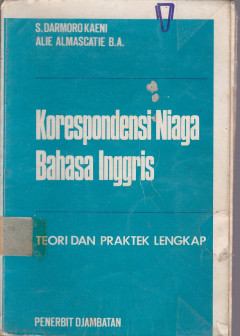 S. DARMORO KAENI
ALIE ALMASCATIE B.A.
Korespondensi Niaga
Bahasa Inggris
TEORI DAN PRAKTEK LENGKAP
PENERBIT DJAMBATAN